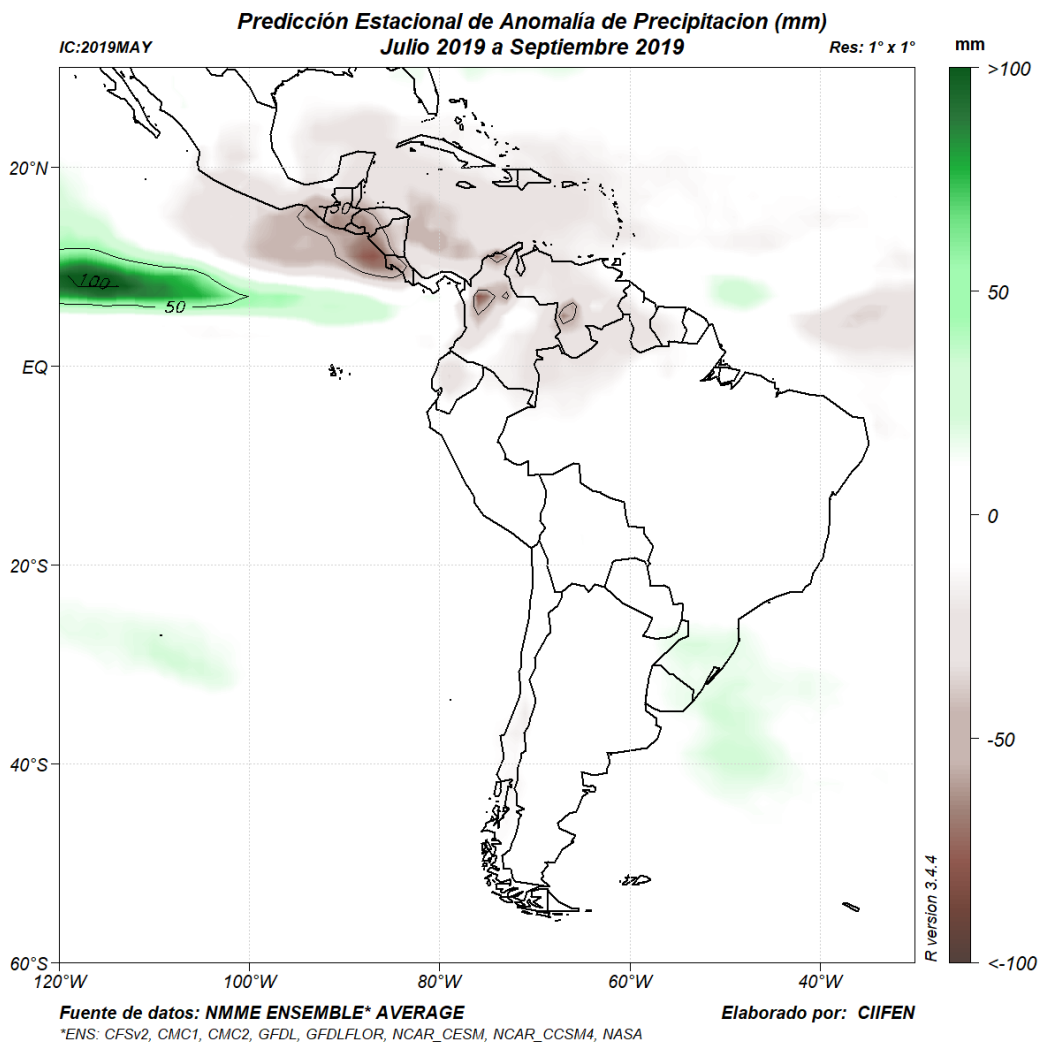 Predicción Estacional de Anomalía de Precipitacion (mm)
IC:2019MAY
Julio 2019 a Septiembre 2019
Res: 1° x 1°
mm
>100
50
0
-50
<-100
20°N
EQ
20°S
40°S
60°S
120°W
100°W
80°W
60°W
40°W
100
50
-50
R version 3.4.4
Fuente de datos: NMME ENSEMBLE* AVERAGE
Elaborado por: CIIFEN
*ENS: CFSv2, CMC1, CMC2, GFDL, GFDLFLOR, NCAR_CESM, NCAR_CCSM4, NASA